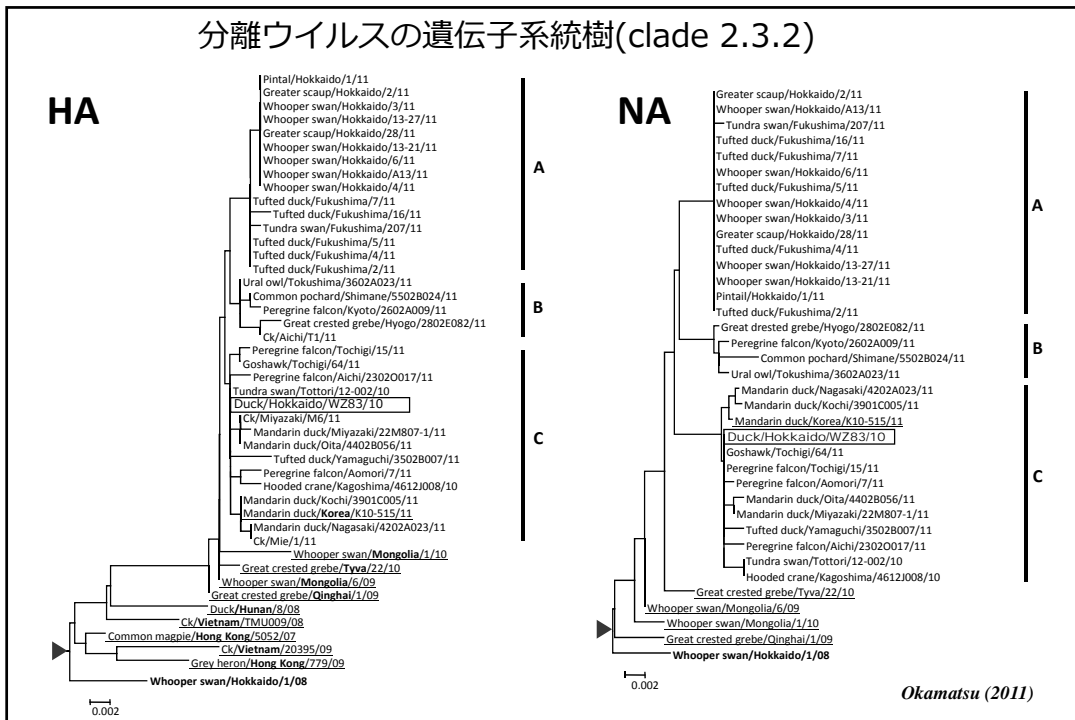 分離ウイルスの遺伝子系統樹(clade 2.3.2)
HA
Pintal/Hokkaido/1/11
Greater scaup/Hokkaido/2/11
Whooper swan/Hokkaido/3/11
Whooper swan/Hokkaido/13-27/11
Greater scaup/Hokkaido/28/11
Whooper swan/Hokkaido/13-21/11
Whooper swan/Hokkaido/6/11
Whooper swan/Hokkaido/A13/11
Whooper swan/Hokkaido/4/11
Tufted duck/Fukushima/7/11
Tufted duck/Fukushima/16/11
Tundra swan/Fukushima/207/11
Tufted duck/Fukushima/5/11
Tufted duck/Fukushima/4/11
Tufted duck/Fukushima/2/11
A
Ural owl/Tokushima/3602A023/11
Common pochard/Shimane/5502B024/11
Peregrine falcon/Kyoto/2602A009/11
Great crested grebe/Hyogo/2802E082/11
Ck/Aichi/T1/11
B
Peregrine falcon/Tochigi/15/11
Goshawk/Tochigi/64/11
Peregrine falcon/Aichi/2302O017/11
Tundra swan/Tottori/12-002/10
Duck/Hokkaido/WZ83/10
Ck/Miyazaki/M6/11
Mandarin duck/Miyazaki/22M807-1/11
Mandarin duck/Oita/4402B056/11
Tufted duck/Yamaguchi/3502B007/11
Peregrine falcon/Aomori/7/11
Hooded crane/Kagoshima/4612J008/10
Mandarin duck/Kochi/3901C005/11
Mandarin duck/Korea/K10-515/11
Mandarin duck/Nagasaki/4202A023/11
Ck/Mie/1/11
C
Whooper swan/Mongolia/1/10
Great crested grebe/Tyva/22/10
Whooper swan/Mongolia/6/09
Great crested grebe/Qinghai/1/09
Duck/Hunan/8/08
Ck/Vietnam/TMU009/08
Common magpie/Hong Kong/5052/07
Ck/Vietnam/20395/09
Grey heron/Hong Kong/779/09
Whooper swan/Hokkaido/1/08
0.002
NA
Greater scaup/Hokkaido/2/11
Whooper swan/Hokkaido/A13/11
Tundra swan/Fukushima/207/11
Tufted duck/Fukushima/16/11
Tufted duck/Fukushima/7/11
Whooper swan/Hokkaido/6/11
Tufted duck/Fukushima/5/11
Whooper swan/Hokkaido/4/11
Whooper swan/Hokkaido/3/11
Greater scaup/Hokkaido/28/11
Tufted duck/Fukushima/4/11
Whooper swan/Hokkaido/13-27/11
Whooper swan/Hokkaido/13-21/11
Pintail/Hokkaido/1/11
Tufted duck/Fukushima/2/11
A
Great drested grebe/Hyogo/2802E082/11
Peregrine falcon/Kyoto/2602A009/11
Common pochard/Shimane/5502B024/11
Ural owl/Tokushima/3602A023/11
B
Mandarin duck/Nagasaki/4202A023/11
Mandarin duck/Kochi/3901C005/11
Mandarin duck/Korea/K10-515/11
Duck/Hokkaido/WZ83/10
Goshawk/Tochigi/64/11
Peregrine falcon/Tochigi/15/11
Peregrine falcon/Aomori/7/11
Mandarin duck/Oita/4402B056/11
Mandarin duck/Miyazaki/22M807-1/11
Tufted duck/Yamaguchi/3502B007/11
Peregrine falcon/Aichi/2302O017/11
Tundra swan/Tottori/12-002/10
Hooded crane/Kagoshima/4612J008/10
C
Great crested grebe/Tyva/22/10
Whooper swan/Mongolia/6/09
Whooper swan/Mongolia/1/10
Great crested grebe/Qinghai/1/09
Whooper swan/Hokkaido/1/08
0.002
Okamatsu (2011)